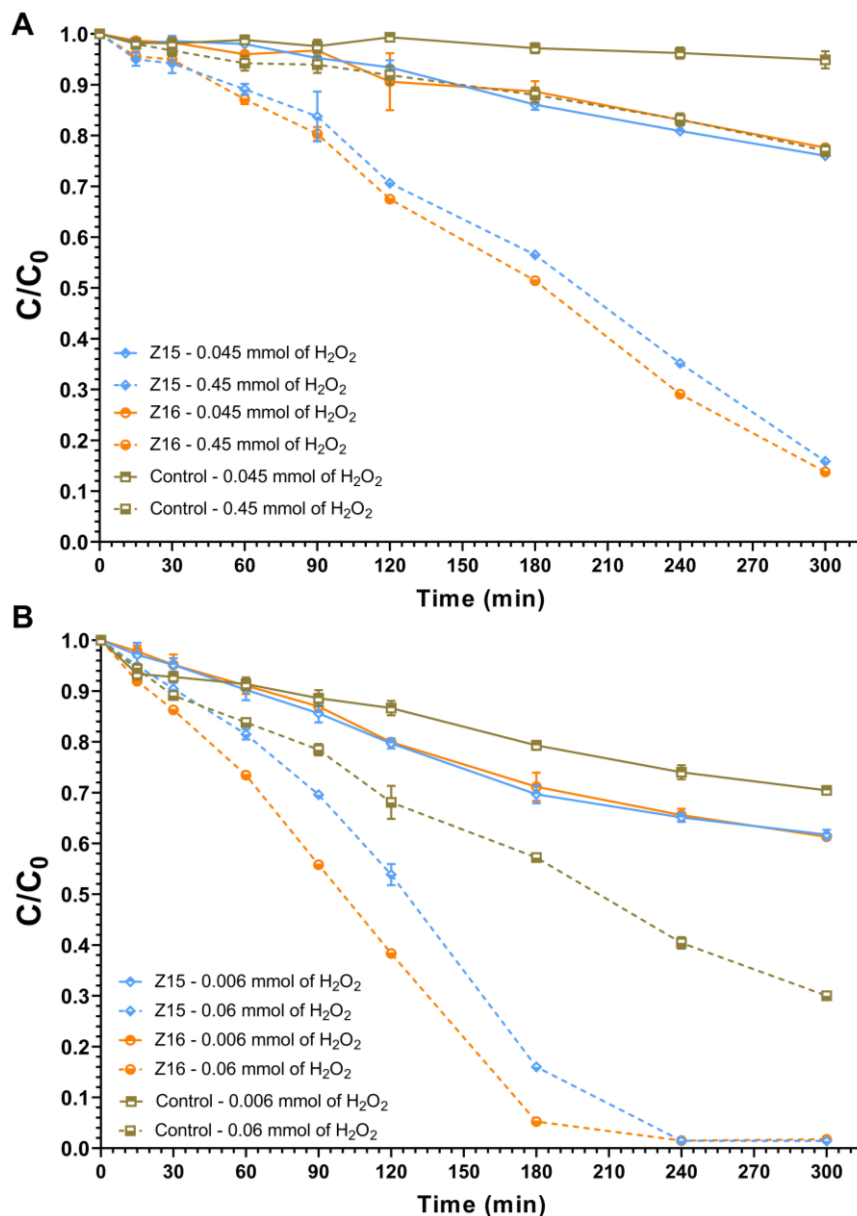 A
1.0
0.9
0.8
0.7
0.6
0.5
0.4
0.3
0.2
0.1
0.0
C/C₀
Z15 - 0.045 mmol of H₂O₂
Z15 - 0.45 mmol of H₂O₂
Z16 - 0.045 mmol of H₂O₂
Z16 - 0.45 mmol of H₂O₂
Control - 0.045 mmol of H₂O₂
Control - 0.45 mmol of H₂O₂
0 30 60 90 120 150 180 210 240 270 300
Time (min)
B
1.0
0.9
0.8
0.7
0.6
0.5
0.4
0.3
0.2
0.1
0.0
C/C₀
Z15 - 0.006 mmol of H₂O₂
Z15 - 0.06 mmol of H₂O₂
Z16 - 0.006 mmol of H₂O₂
Z16 - 0.06 mmol of H₂O₂
Control - 0.006 mmol of H₂O₂
Control - 0.06 mmol of H₂O₂
0 30 60 90 120 150 180 210 240 270 300
Time (min)